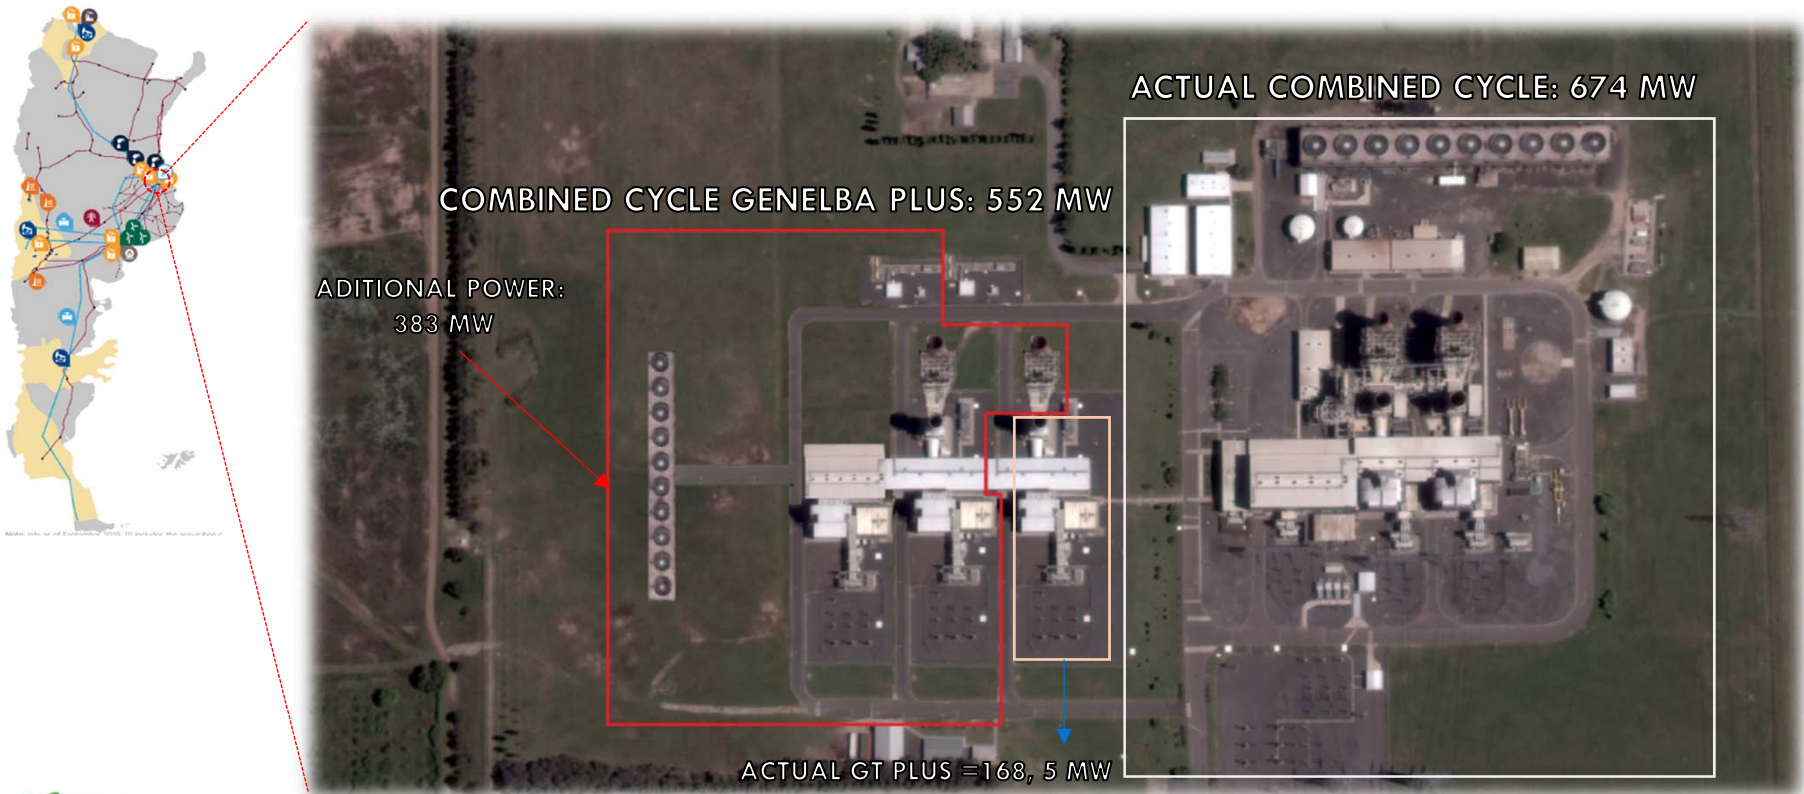 ACTUAL COMBINED CYCLE: 674 MW
COMBINED CYCLE GENELBA PLUS: 552 MW
ADITIONAL POWER:
383 MW
ACTUAL GT PLUS =168, 5 MW